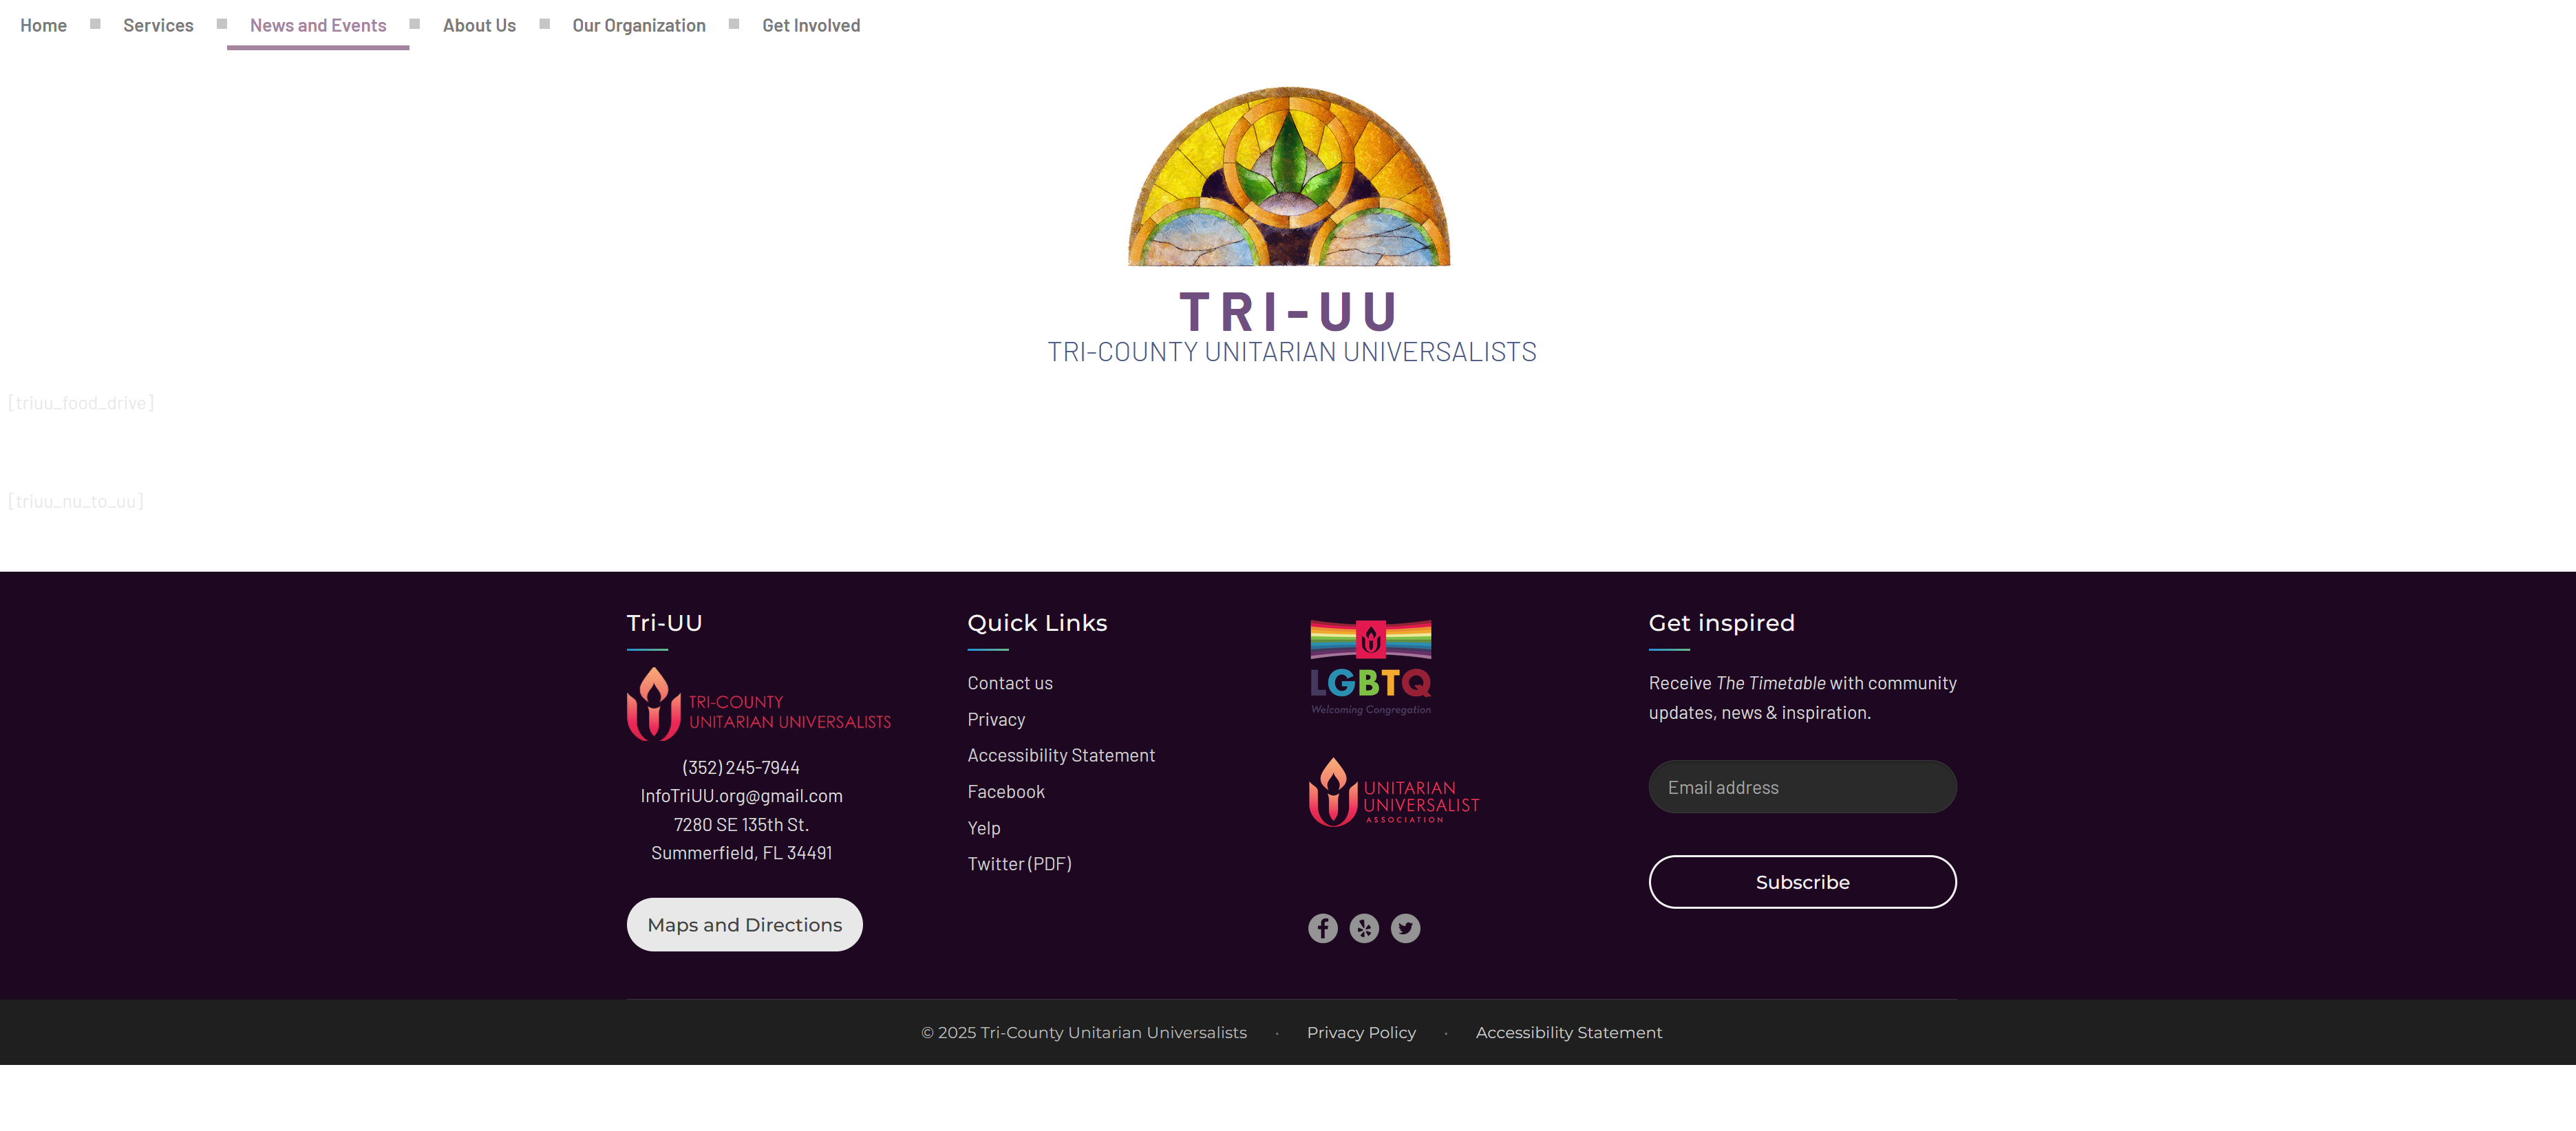 Home Services News and Events About Us Our Organization Get Involved
TRI-UU
TRI-COUNTY UNITARIAN UNIVERSALISTS
[triuu_food_drive]
[triuu_nu_to_uu]
Tri-UU
TRI-COUNTY
UNITARIAN UNIVERSALISTS
(352) 245-7944
InfoTriUU.org@gmail.com
7280 SE 135th St.
Summerfield, FL 34491
Maps and Directions
Quick Links
Contact us
Privacy
Accessibility Statement
Facebook
Yelp
Twitter (PDF)
LGBTQ
Welcoming Congregation
UNITARIAN
UNIVERSALIST
ASSOCIATION
Get inspired
Receive The Timetable with community
updates, news & inspiration.
Email address
Subscribe
© 2025 Tri-County Unitarian Universalists · Privacy Policy · Accessibility Statement